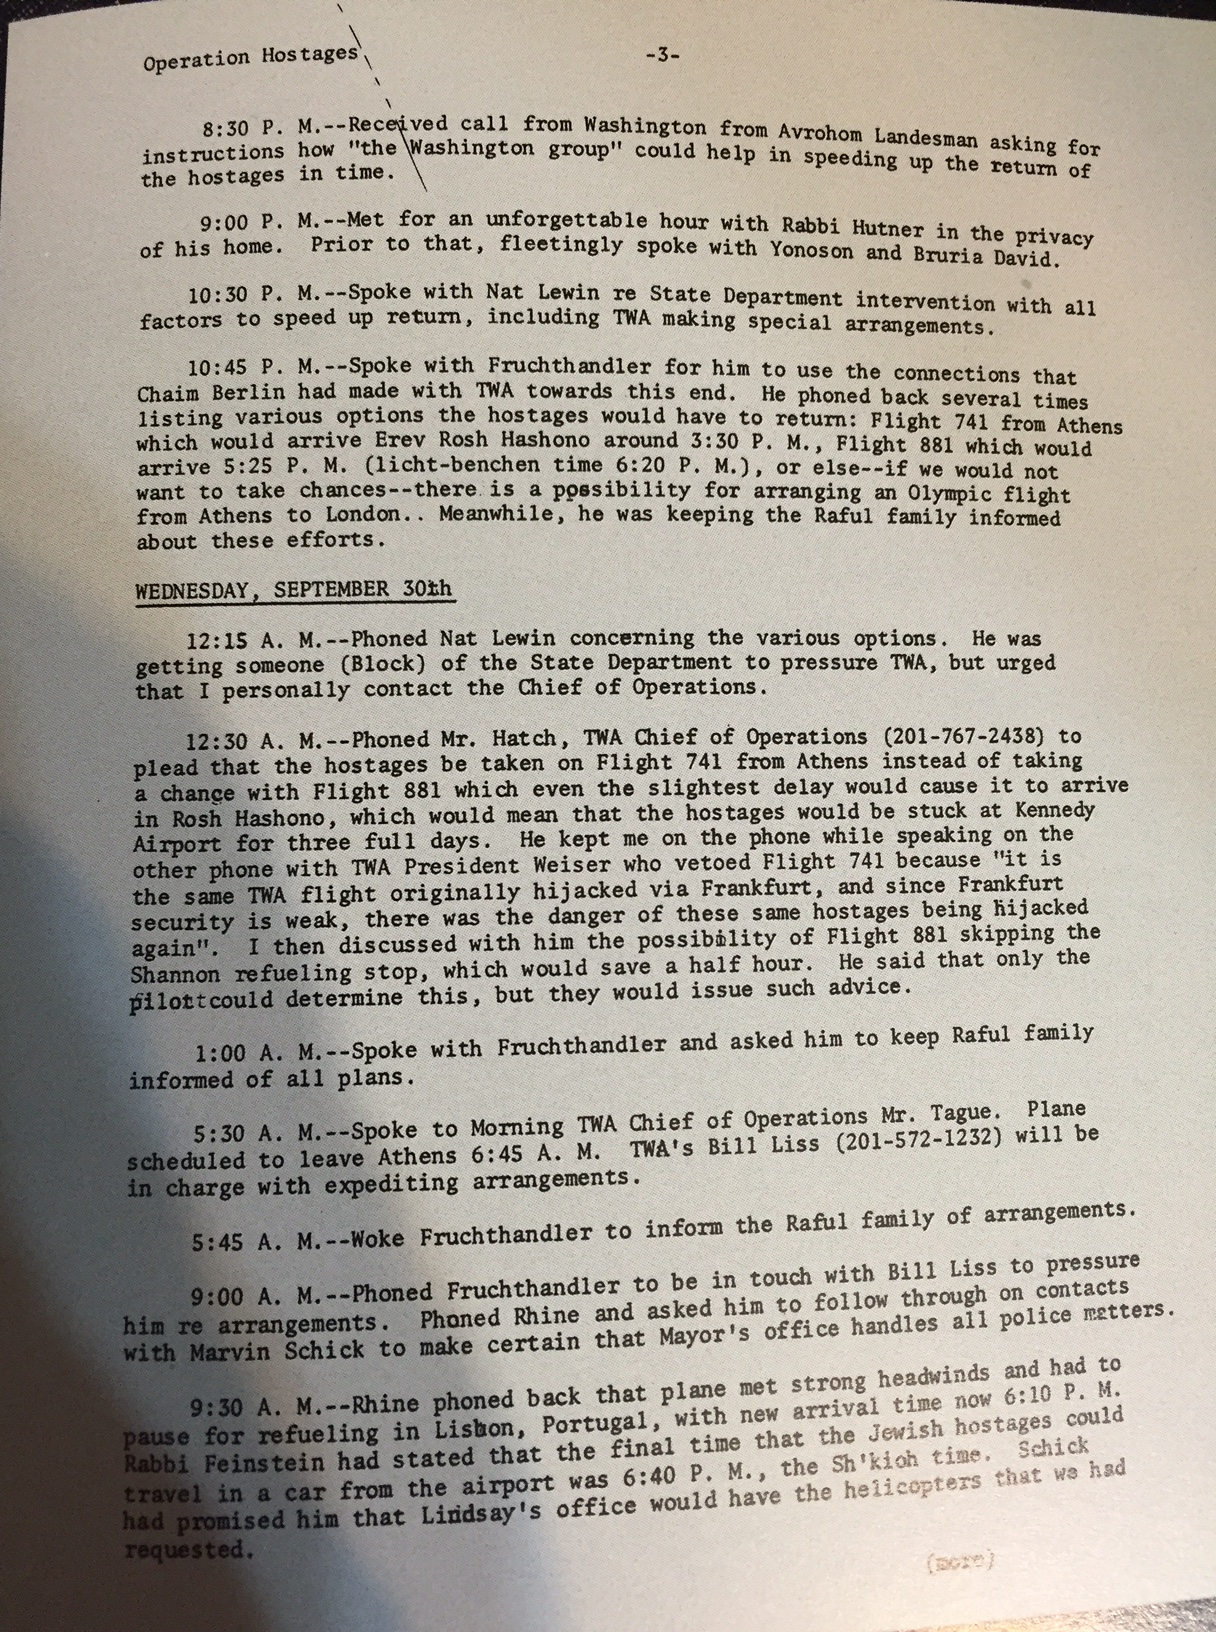 Operation Hostages
-3-
8:30 P. M.--Received call from Washington from Avrohom Landesman asking for
instructions how "the Washington group" could help in speeding up the return of
the hostages in time.
9:00 P. M.--Met for an unforgettable hour with Rabbi Hutner in the privacy
of his home. Prior to that, fleetingly spoke with Yonoson and Bruria David.
10:30 P. M.--Spoke with Nat Lewin re State Department intervention with all
factors to speed up return, including TWA making special arrangements.
10:45 P. M.--Spoke with Fruchthandler for him to use the connections that
Chaim Berlin had made with TWA towards this end. He phoned back several times
listing various options the hostages would have to return: Flight 741 from Athens
which would arrive Erev Rosh Hashono around 3:30 P. M., Flight 881 which would
arrive 5:25 P. M. (licht-benchen time 6:20 P. M.), or else--if we would not
want to take chances--there is a possibility for arranging an Olympic flight
from Athens to London.. Meanwhile, he was keeping the Raful family informed
about these efforts.
WEDNESDAY, SEPTEMBER 30th
12:15 A. M.--Phoned Nat Lewin concerning the various options. He was
getting someone (Block) of the State Department to pressure TWA, but urged
that I personally contact the Chief of Operations.
12:30 A. M.--Phoned Mr. Hatch, TWA Chief of Operations (201-767-2438) to
plead that the hostages be taken on Flight 741 from Athens instead of taking
a chance with Flight 881 which even the slightest delay would cause it to arrive
in Rosh Hashono, which would mean that the hostages would be stuck at Kennedy
Airport for three full days. He kept me on the phone while speaking on the
other phone with TWA President Weiser who vetoed Flight 741 because "it is
the same TWA flight originally hijacked via Frankfurt, and since Frankfurt
security is weak, there was the danger of these same hostages being hijacked
again". I then discussed with him the possibility of Flight 881 skipping the
Shannon refueling stop, which would save a half hour. He said that only the
pilottcould determine this, but they would issue such advice.
1:00 A. M.--Spoke with Fruchthandler and asked him to keep Raful family
informed of all plans.
5:30 A. M.--Spoke to Morning TWA Chief of Operations Mr. Tague. Plane
scheduled to leave Athens 6:45 A. M. TWA's Bill Liss (201-572-1232) will be
in charge with expediting arrangements.
5:45 A. M.--Woke Fruchthandler to inform the Raful family of arrangements.
9:00 A. M.--Phoned Fruchthandler to be in touch with Bill Liss to pressure
him re arrangements. Phoned Rhine and asked him to follow through on contacts
with Marvin Schick to make certain that Mayor's office handles all police matters.
9:30 A. M.--Rhine phoned back that plane met strong headwinds and had to
pause for refueling in Lisbon, Portugal, with new arrival time now 6:10 P. M.
Rabbi Feinstein had stated that the final time that the Jewish hostages could
travel in a car from the airport was 6:40 P. M., the Sh'kioh time. Schick
had promised him that Lindsay's office would have the helicopters that we had
requested.
(more)